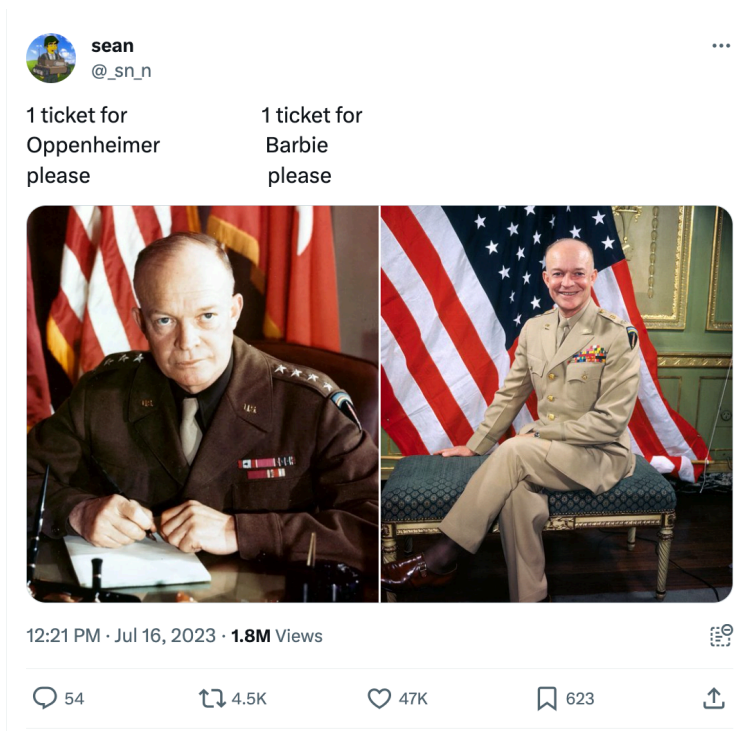 sean
@_sn_n
1 ticket for 1 ticket for
Oppenheimer Barbie
please please
12:21 PM · Jul 16, 2023 · 1.8M Views
54 4.5K 47K 623